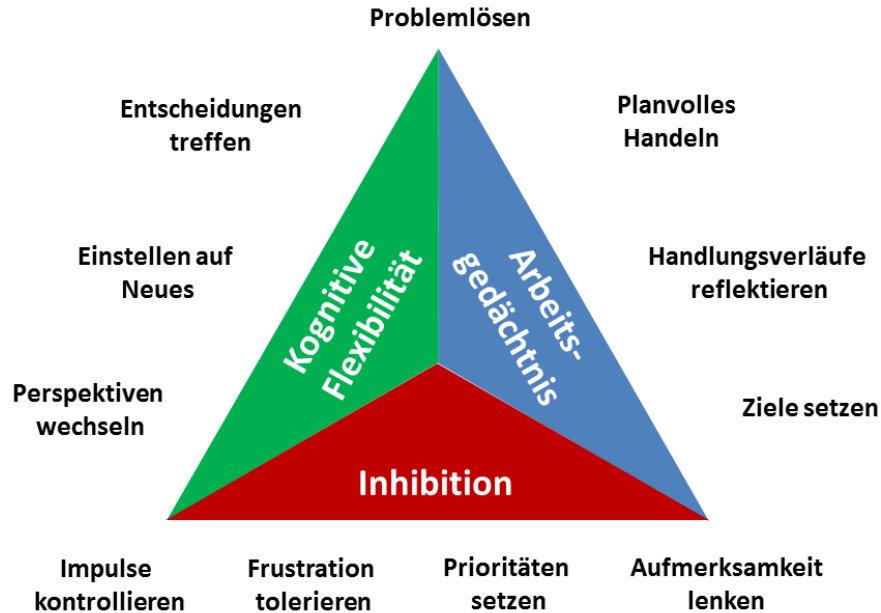 Problemlösen
Entscheidungen
treffen
Planvolles
Handeln
Einstellen auf
Neues
Kognitive
Flexibilität
Arbeits-
gedächtnis
Handlungsverläufe
reflektieren
Perspektiven
wechseln
Ziele setzen
Inhibition
Impulse
kontrollieren
Frustration
tolerieren
Prioritäten
setzen
Aufmerksamkeit
lenken